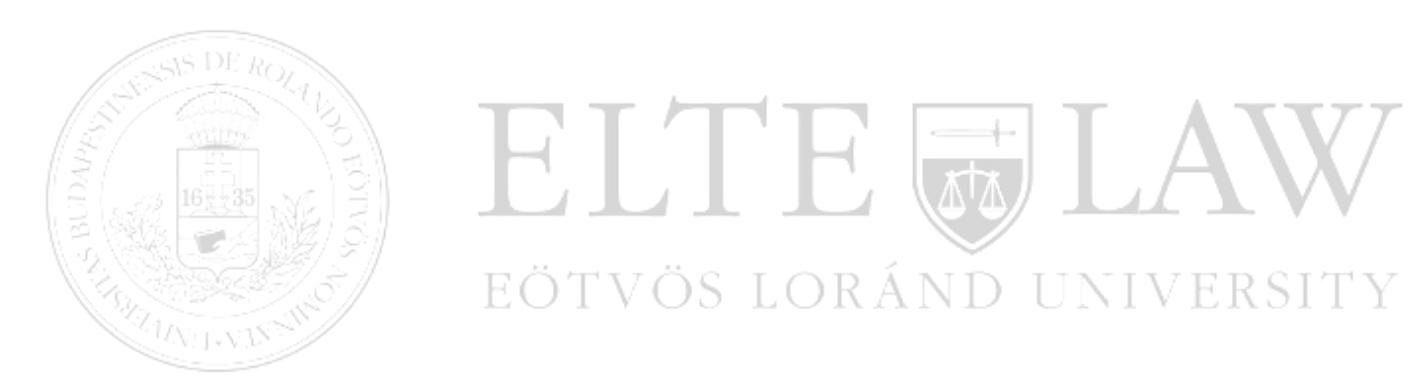 UNIVERSITAS BUDAPESTINENSIS DE ROLANDO EÖTVÖS NOMINATA
16 35
ELTE LAW
EÖTVÖS LORÁND UNIVERSITY